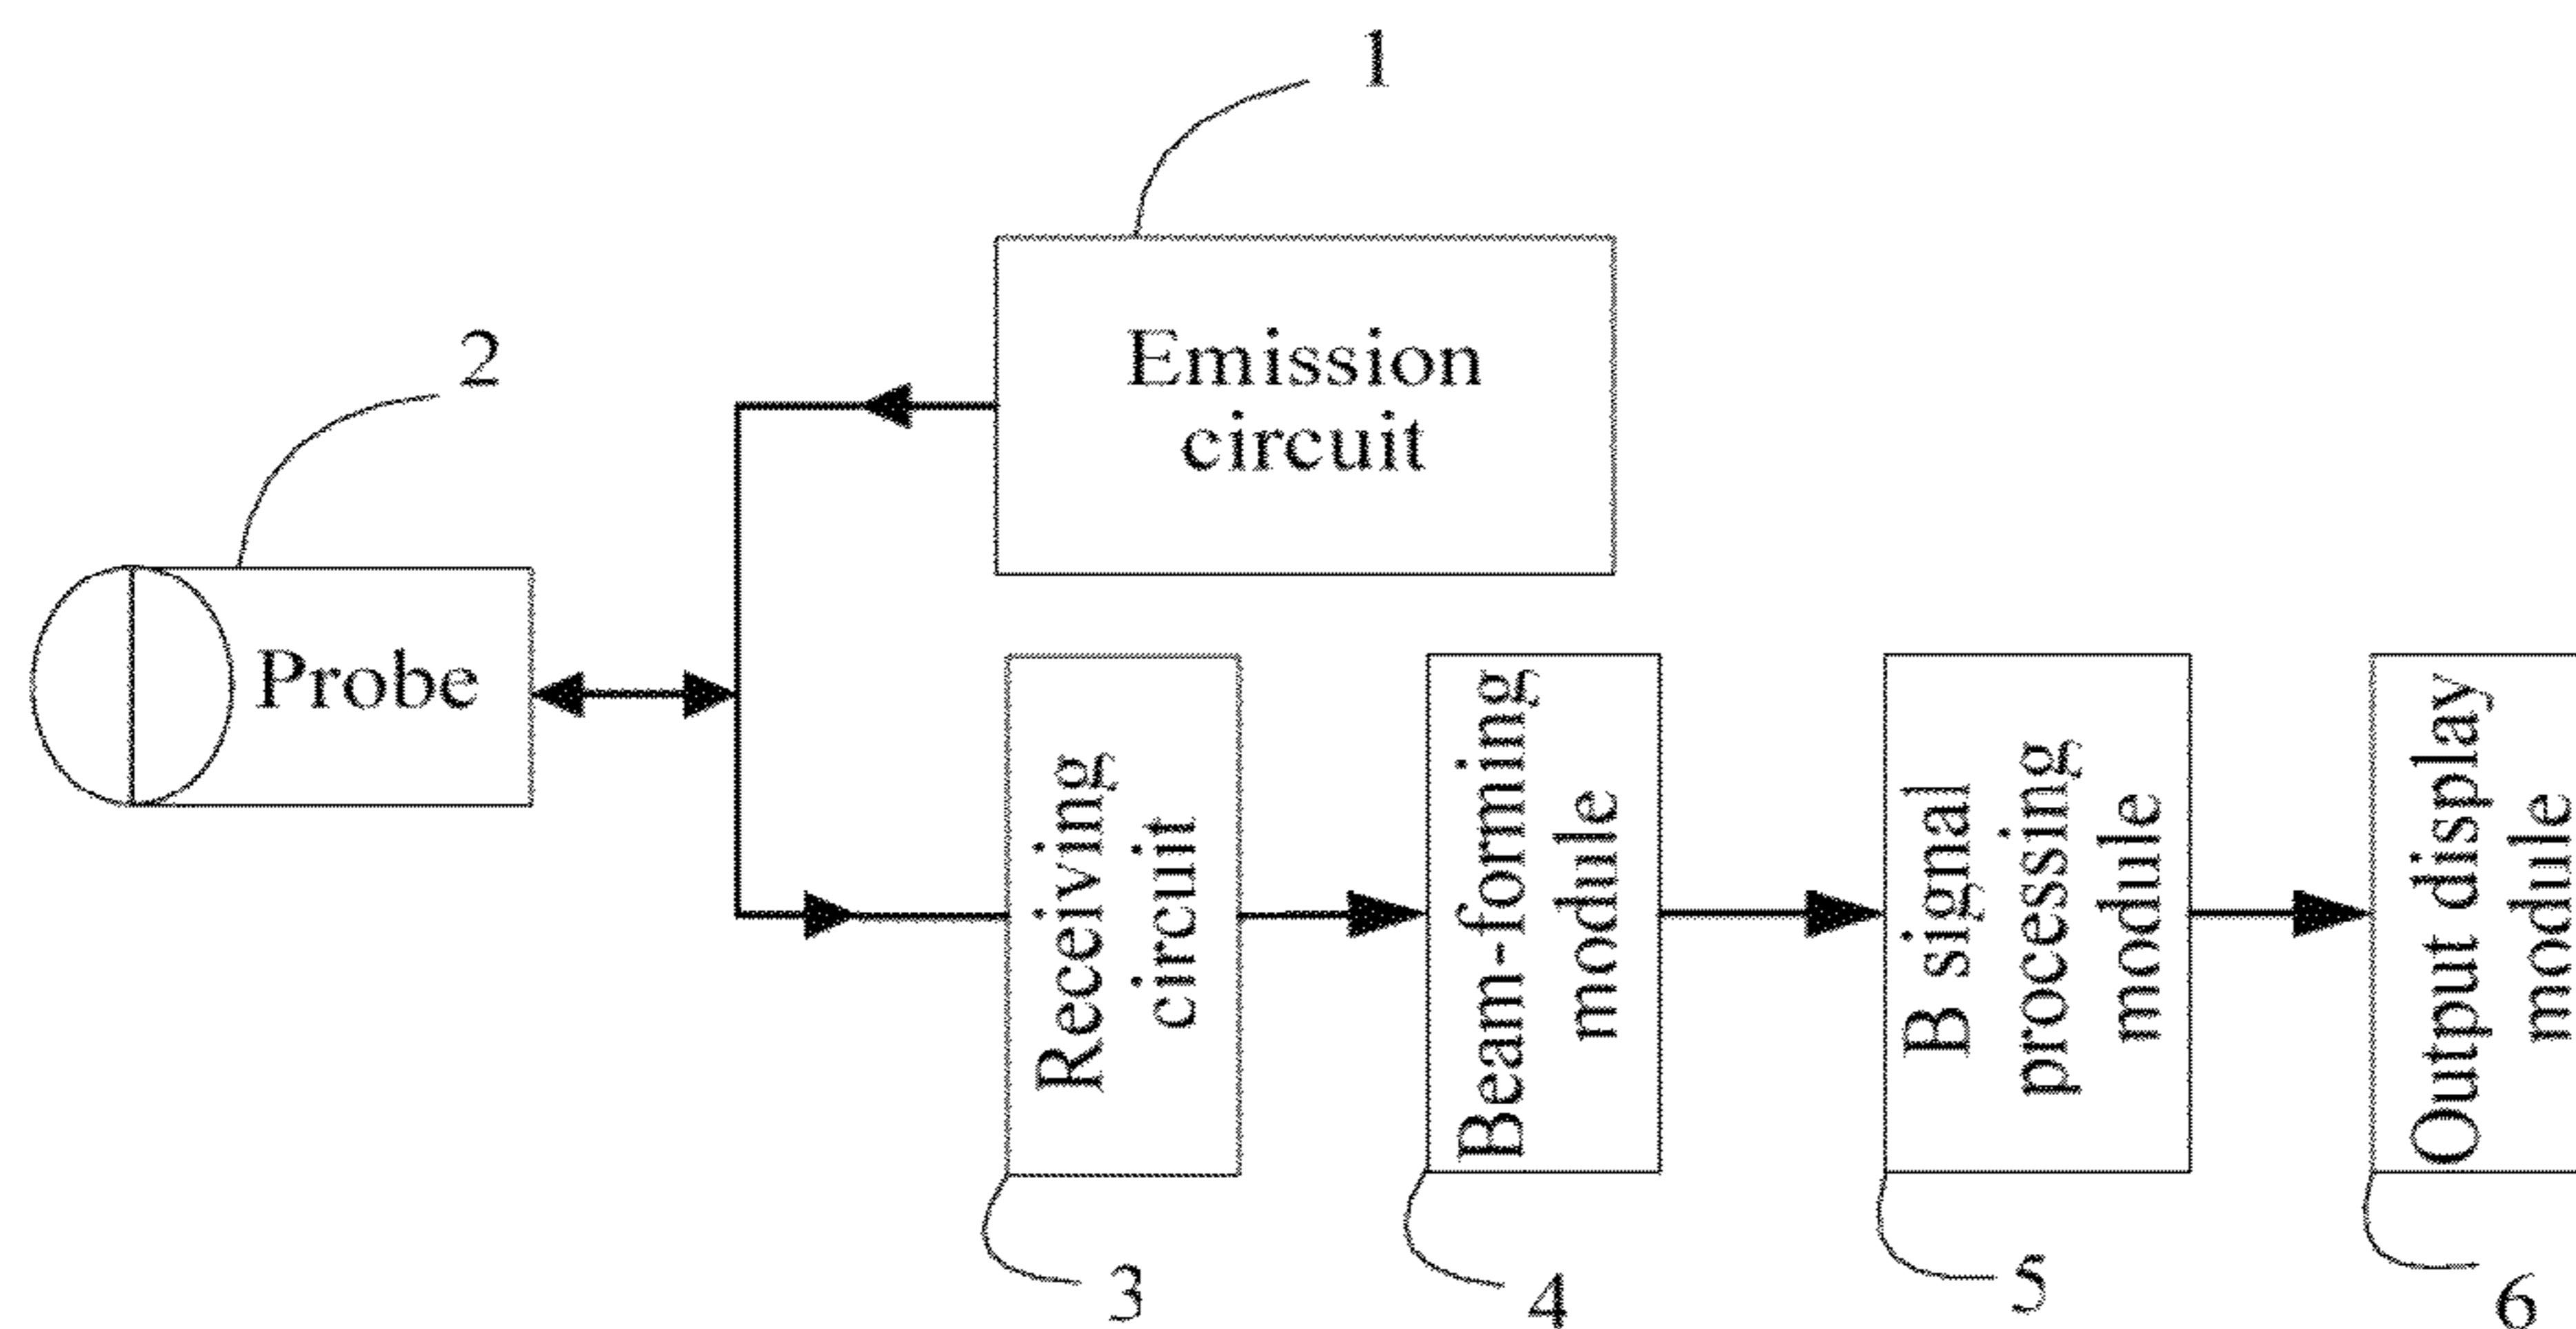 1
Emission
circuit
2
Probe
Receiving
circuit
Beam-forming
module
B signal
processing
module
Output display
module
3
4
5
6